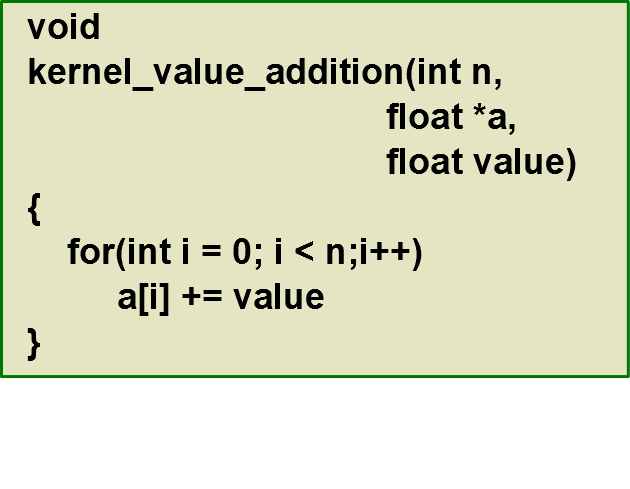 void
kernel_value_addition(int n,
float *a,
float value)
{
for(int i = 0; i < n;i++)
a[i] += value
}